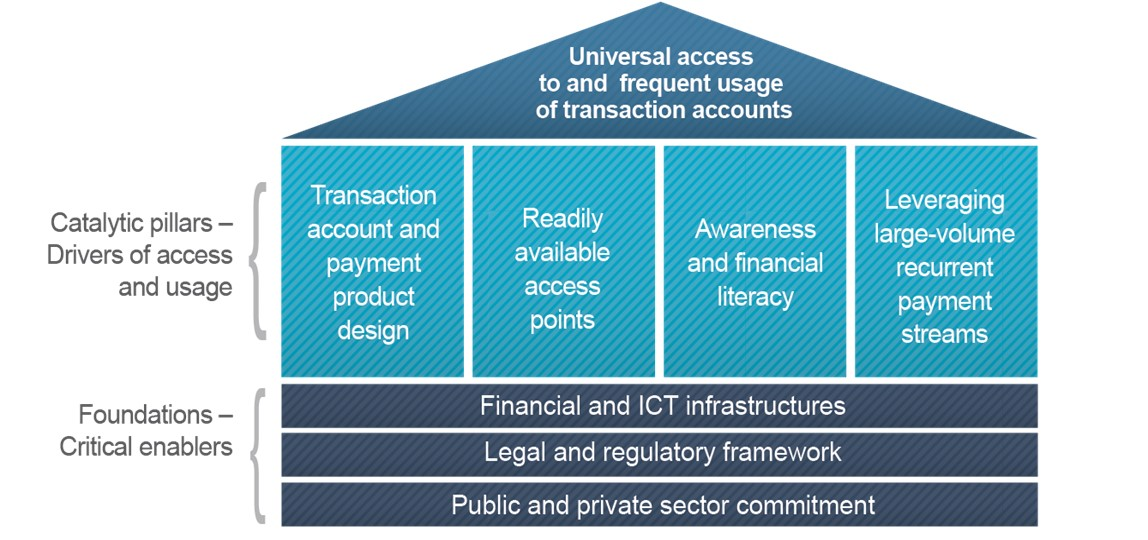 Universal access
to and frequent usage
of transaction accounts
Catalytic pillars –
Drivers of access
and usage
Transaction
account and
payment
product
design
Readily
available
access
points
Awareness
and financial
literacy
Leveraging
large-volume
recurrent
payment
streams
Foundations –
Critical enablers
Financial and ICT infrastructures
Legal and regulatory framework
Public and private sector commitment